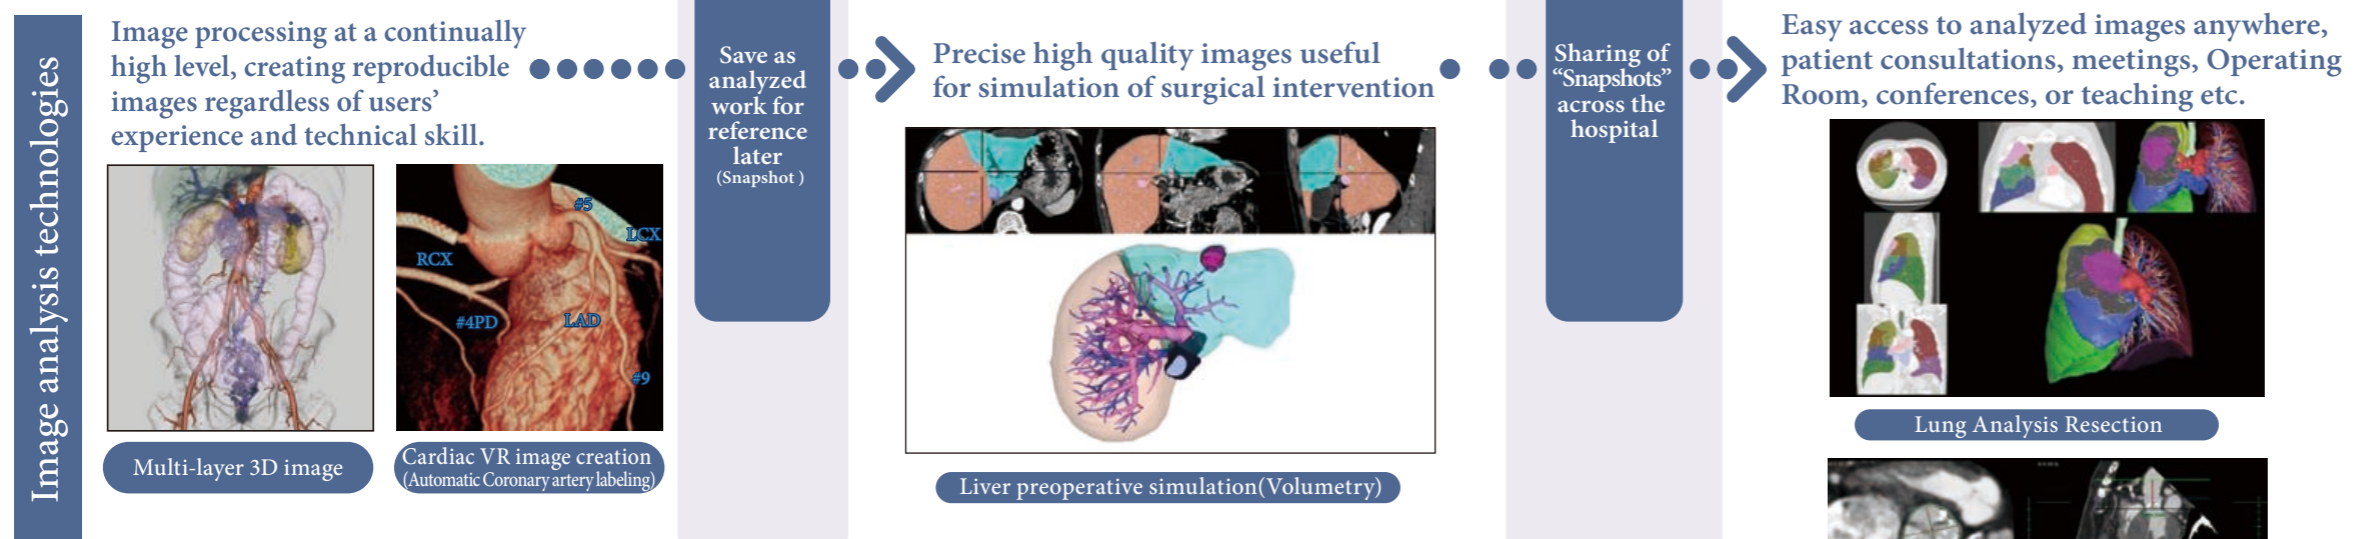 Image analysis technologies
Image processing at a continually
high level, creating reproducible
images regardless of users’
experience and technical skill.
#5
LCX
RCX
#4PD
LAD
#9
Multi-layer 3D image
Cardiac VR image creation
(Automatic Coronary artery labeling)
Save as
analyzed
work for
reference
later
(Snapshot )
Precise high quality images useful
for simulation of surgical intervention
Liver preoperative simulation(Volumetry)
Sharing of
“Snapshots”
across the
hospital
Easy access to analyzed images anywhere,
patient consultations, meetings, Operating
Room, conferences, or teaching etc.
Lung Analysis Resection